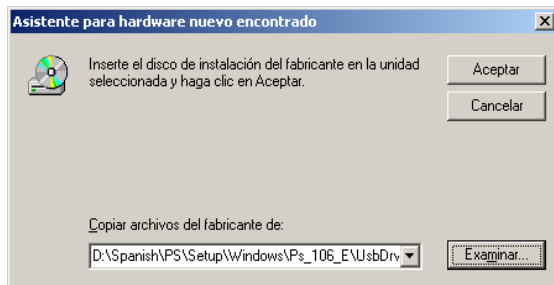 Asistente para hardware nuevo encontrado
Inserte el disco de instalación del fabricante en la unidad
seleccionada y haga clic en Aceptar.
Aceptar
Cancelar
Copiar archivos del fabricante de:
D:\Spanish\PS\Setup\Windows\Ps_106_E\UsbDrv
Examinar...